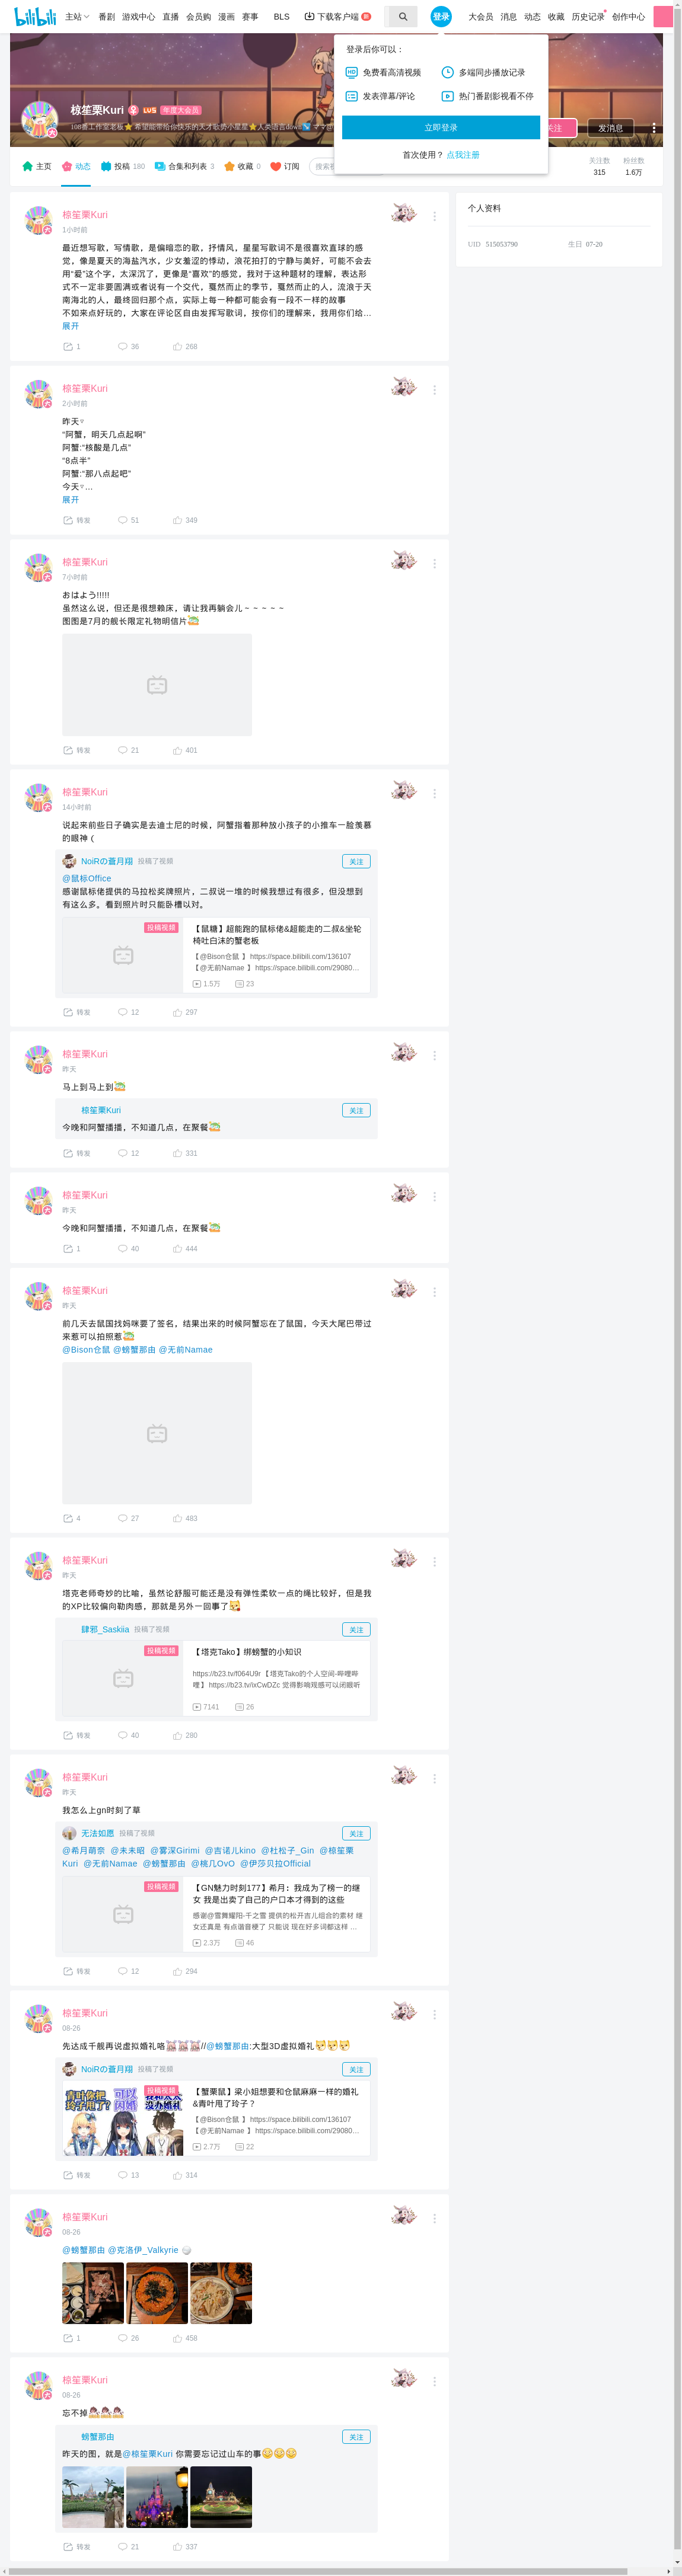 bilibili 主站 番剧 游戏中心 直播 会员购 漫画 赛事 BLS 下载客户端 登录 大会员 消息 动态 收藏 历史记录 创作中心
登录后你可以：
免费看高清视频 多端同步播放记录
发表弹幕/评论 热门番剧影视看不停
立即登录
首次使用？ 点我注册
椋笙栗Kuri LV5 年度大会员
关注 发消息
主页 动态 投稿 180 合集和列表 3 收藏 0 订阅
关注数 粉丝数
315 1.6万
个人资料
UID 515053790 生日 07-20
椋笙栗Kuri
1小时前
最近想写歌，写情歌，是偏暗恋的歌，抒情风，星星写歌词不是很喜欢直球的感
觉，像是夏天的海盐汽水，少女羞涩的悸动，浪花拍打的宁静与美好，可能不会去
用“爱”这个字，太深沉了，更像是“喜欢”的感觉，我对于这种题材的理解，表达形
式不一定非要圆满或者说有一个交代，戛然而止的季节，戛然而止的人，流浪于天
南海北的人，最终回归那个点，实际上每一种都可能会有一段不一样的故事
不如来点好玩的，大家在评论区自由发挥写歌词，按你们的理解来，我用你们给...
展开
1 36 268
椋笙栗Kuri
2小时前
昨天▿
“阿蟹，明天几点起啊”
阿蟹:“核酸是几点”
“8点半”
阿蟹:“那八点起吧”
今天▿...
展开
转发 51 349
椋笙栗Kuri
7小时前
おはよう!!!!!
虽然这么说，但还是很想赖床，请让我再躺会儿～～～～～
图图是7月的舰长限定礼物明信片
转发 21 401
椋笙栗Kuri
14小时前
说起来前些日子确实是去迪士尼的时候，阿蟹指着那种放小孩子的小推车一脸羡慕
的眼神（
NoiRの蒼月翔 投稿了视频 关注
@鼠标Office
感谢鼠标佬提供的马拉松奖牌照片，二叔说一堆的时候我想过有很多，但没想到
有这么多。看到照片时只能卧槽以对。
投稿视频
【鼠糖】超能跑的鼠标佬&超能走的二叔&坐轮
椅吐白沫的蟹老板
【@Bison仓鼠 】 https://space.bilibili.com/136107
【@无前Namae 】 https://space.bilibili.com/29080...
1.5万 23
转发 12 297
椋笙栗Kuri
昨天
马上到马上到
椋笙栗Kuri 关注
今晚和阿蟹播播，不知道几点，在聚餐
转发 12 331
椋笙栗Kuri
昨天
今晚和阿蟹播播，不知道几点，在聚餐
1 40 444
椋笙栗Kuri
昨天
前几天去鼠国找妈咪要了签名，结果出来的时候阿蟹忘在了鼠国，今天大尾巴带过
来惹可以拍照惹
@Bison仓鼠 @螃蟹那由 @无前Namae
4 27 483
椋笙栗Kuri
昨天
塔克老师奇妙的比喻，虽然论舒服可能还是没有弹性柔软一点的绳比较好，但是我
的XP比较偏向勒肉感，那就是另外一回事了
肆邪_Saskiia 投稿了视频 关注
投稿视频
【塔克Tako】绑螃蟹的小知识
https://b23.tv/f064U9r 【塔克Tako的个人空间-哔哩哔
哩】 https://b23.tv/ixCwDZc 觉得影响观感可以闭眼听
7141 26
转发 40 280
椋笙栗Kuri
昨天
我怎么上gn时刻了草
无法如愿 投稿了视频 关注
@希月萌奈 @未未昭 @雾深Girimi @吉诺儿kino @杜松子_Gin @椋笙栗
Kuri @无前Namae @螃蟹那由 @桃几OvO @伊莎贝拉Official
投稿视频
【GN魅力时刻177】希月：我成为了榜一的继
女 我是出卖了自己的户口本才得到的这些
感谢@雪舞耀阳-千之雪 提供的松开吉儿组合的素材 继
女还真是 有点谐音梗了 只能说 现在好多词都这样 ...
2.3万 46
转发 12 294
椋笙栗Kuri
08-26
先达成千舰再说虚拟婚礼咯//@螃蟹那由:大型3D虚拟婚礼
NoiRの蒼月翔 投稿了视频 关注
投稿视频
【蟹栗鼠】梁小姐想要和仓鼠麻麻一样的婚礼
&青叶甩了玲子？
【@Bison仓鼠 】 https://space.bilibili.com/136107
【@无前Namae 】 https://space.bilibili.com/29080...
2.7万 22
转发 13 314
椋笙栗Kuri
08-26
@螃蟹那由 @克洛伊_Valkyrie
1 26 458
椋笙栗Kuri
08-26
忘不掉
螃蟹那由 关注
昨天的图，就是@椋笙栗Kuri 你需要忘记过山车的事
转发 21 337